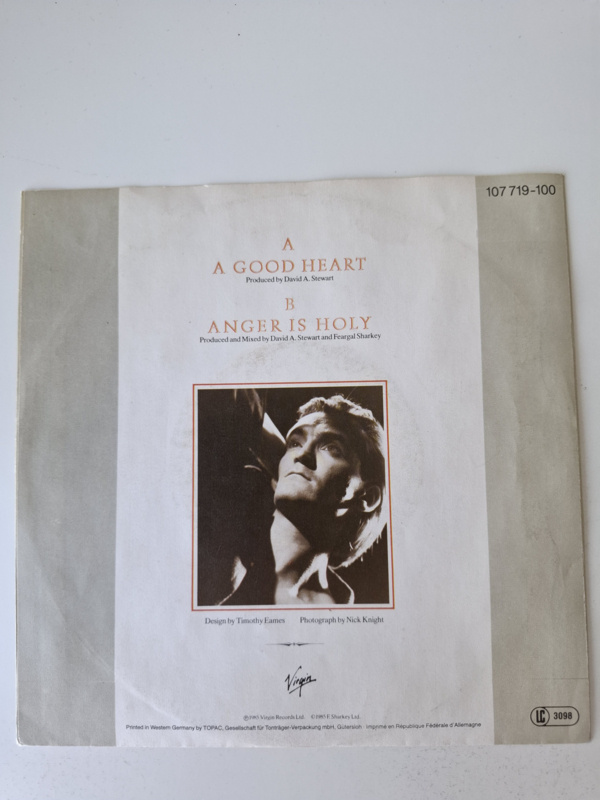 107 719-100
A
A GOOD HEART
Produced by David A. Stewart
B
ANGER IS HOLY
Produced and Mixed by David A. Stewart and Feargal Sharkey
Design by Timothy Eames Photograph by Nick Knight
Virgin
℗1985 Virgin Records Ltd. ©1985 F. Sharkey Ltd.
LC 3098
Printed in Western Germany by TOPAC, Gesellschaft für Tonträger-Verpackung mbH, Gütersloh · Imprimé en République Fédérale d'Allemagne